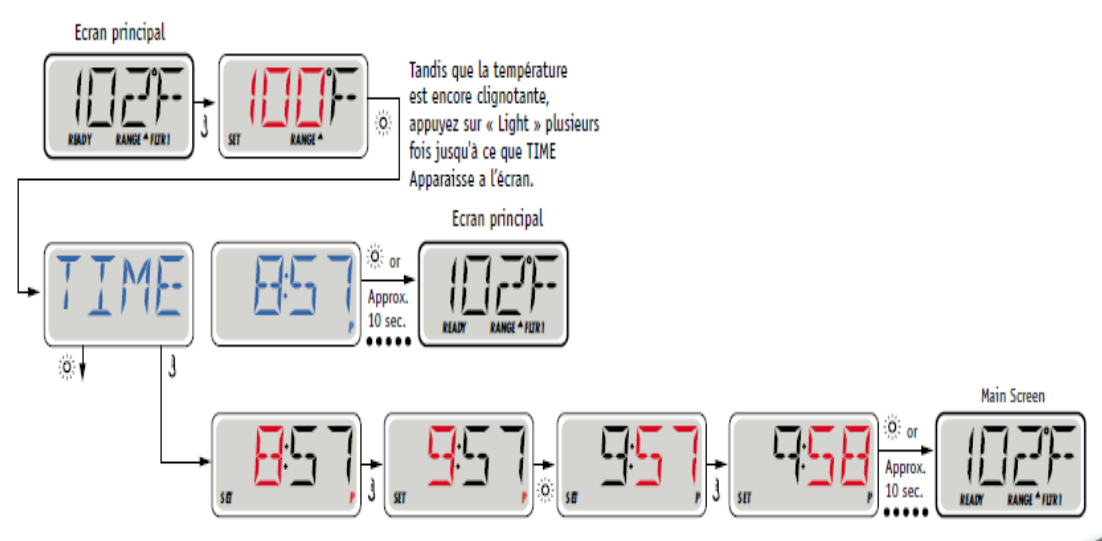 Ecran principal
102°F
READY RANGE FLTR1
100°F
SET RANGE
Tandis que la température
est encore clignotante,
appuyez sur « Light » plusieurs
fois jusqu'à ce que TIME
Apparaisse a l'écran.
TIME
8:57
P
or
Approx.
10 sec.
Ecran principal
102°F
READY RANGE FLTR1
8:57
SET P
9:57
SET P
9:57
SET P
9:58
SET P
or
Approx.
10 sec.
Main Screen
102°F
READY RANGE FLTR1